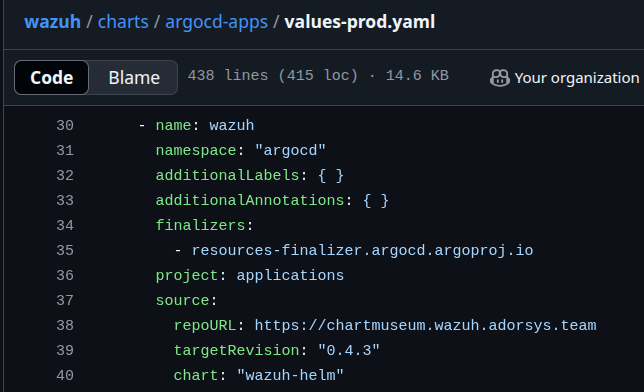 wazuh / charts / argocd-apps / values-prod.yaml
Code Blame 438 lines (415 loc) · 14.6 KB Your organization
30 - name: wazuh
31 namespace: "argocd"
32 additionalLabels: { }
33 additionalAnnotations: { }
34 finalizers:
35 - resources-finalizer.argocd.argoproj.io
36 project: applications
37 source:
38 repoURL: https://chartmuseum.wazuh.adorsys.team
39 targetRevision: "0.4.3"
40 chart: "wazuh-helm"